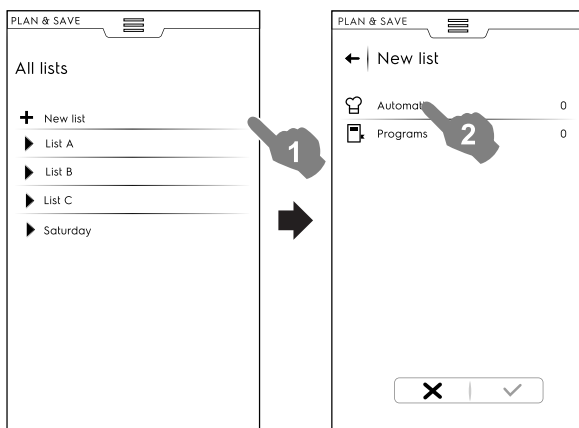 PLAN & SAVE
All lists
New list
List A
List B
List C
Saturday
1
PLAN & SAVE
New list
0
Programs 0
2